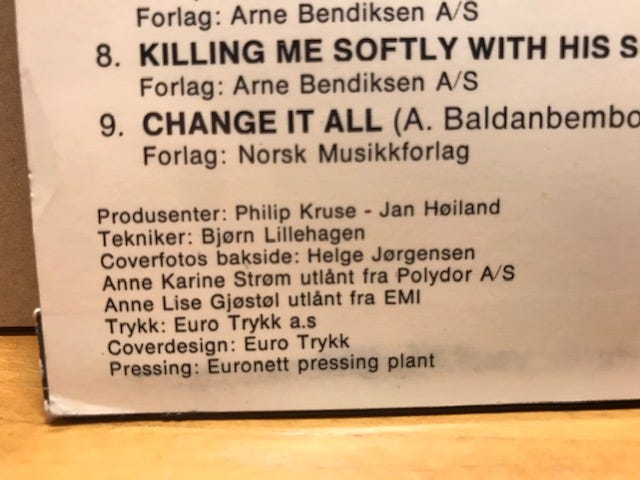 Forlag: Arne Bendiksen A/S
8. KILLING ME SOFTLY WITH HIS S
Forlag: Arne Bendiksen A/S
9. CHANGE IT ALL (A. Baldanbembo
Forlag: Norsk Musikkforlag
Produsenter: Philip Kruse - Jan Høiland
Tekniker: Bjørn Lillehagen
Coverfotos bakside: Helge Jørgensen
Anne Karine Strøm utlånt fra Polydor A/S
Anne Lise Gjøstøl utlånt fra EMI
Trykk: Euro Trykk a.s
Coverdesign: Euro Trykk
Pressing: Euronett pressing plant